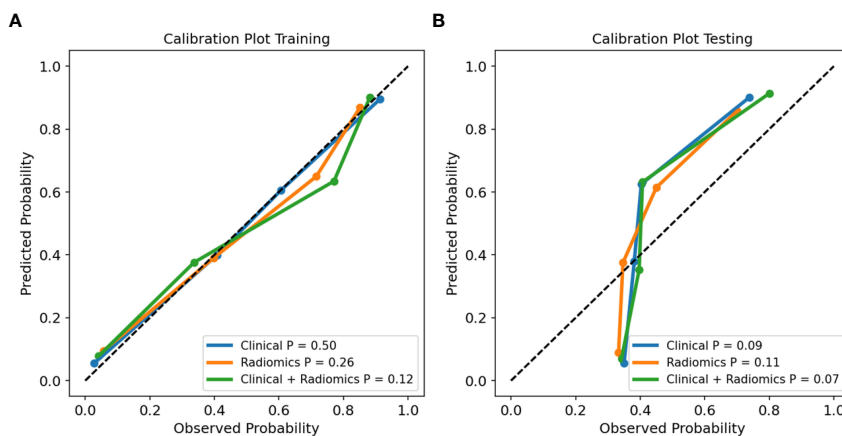 A
Calibration Plot Training
1.0
0.8
0.6
0.4
0.2
0.0
Predicted Probability
Clinical P = 0.50
Radiomics P = 0.26
Clinical + Radiomics P = 0.12
0.0 0.2 0.4 0.6 0.8 1.0
Observed Probability
B
Calibration Plot Testing
1.0
0.8
0.6
0.4
0.2
0.0
Predicted Probability
Clinical P = 0.09
Radiomics P = 0.11
Clinical + Radiomics P = 0.07
0.0 0.2 0.4 0.6 0.8 1.0
Observed Probability